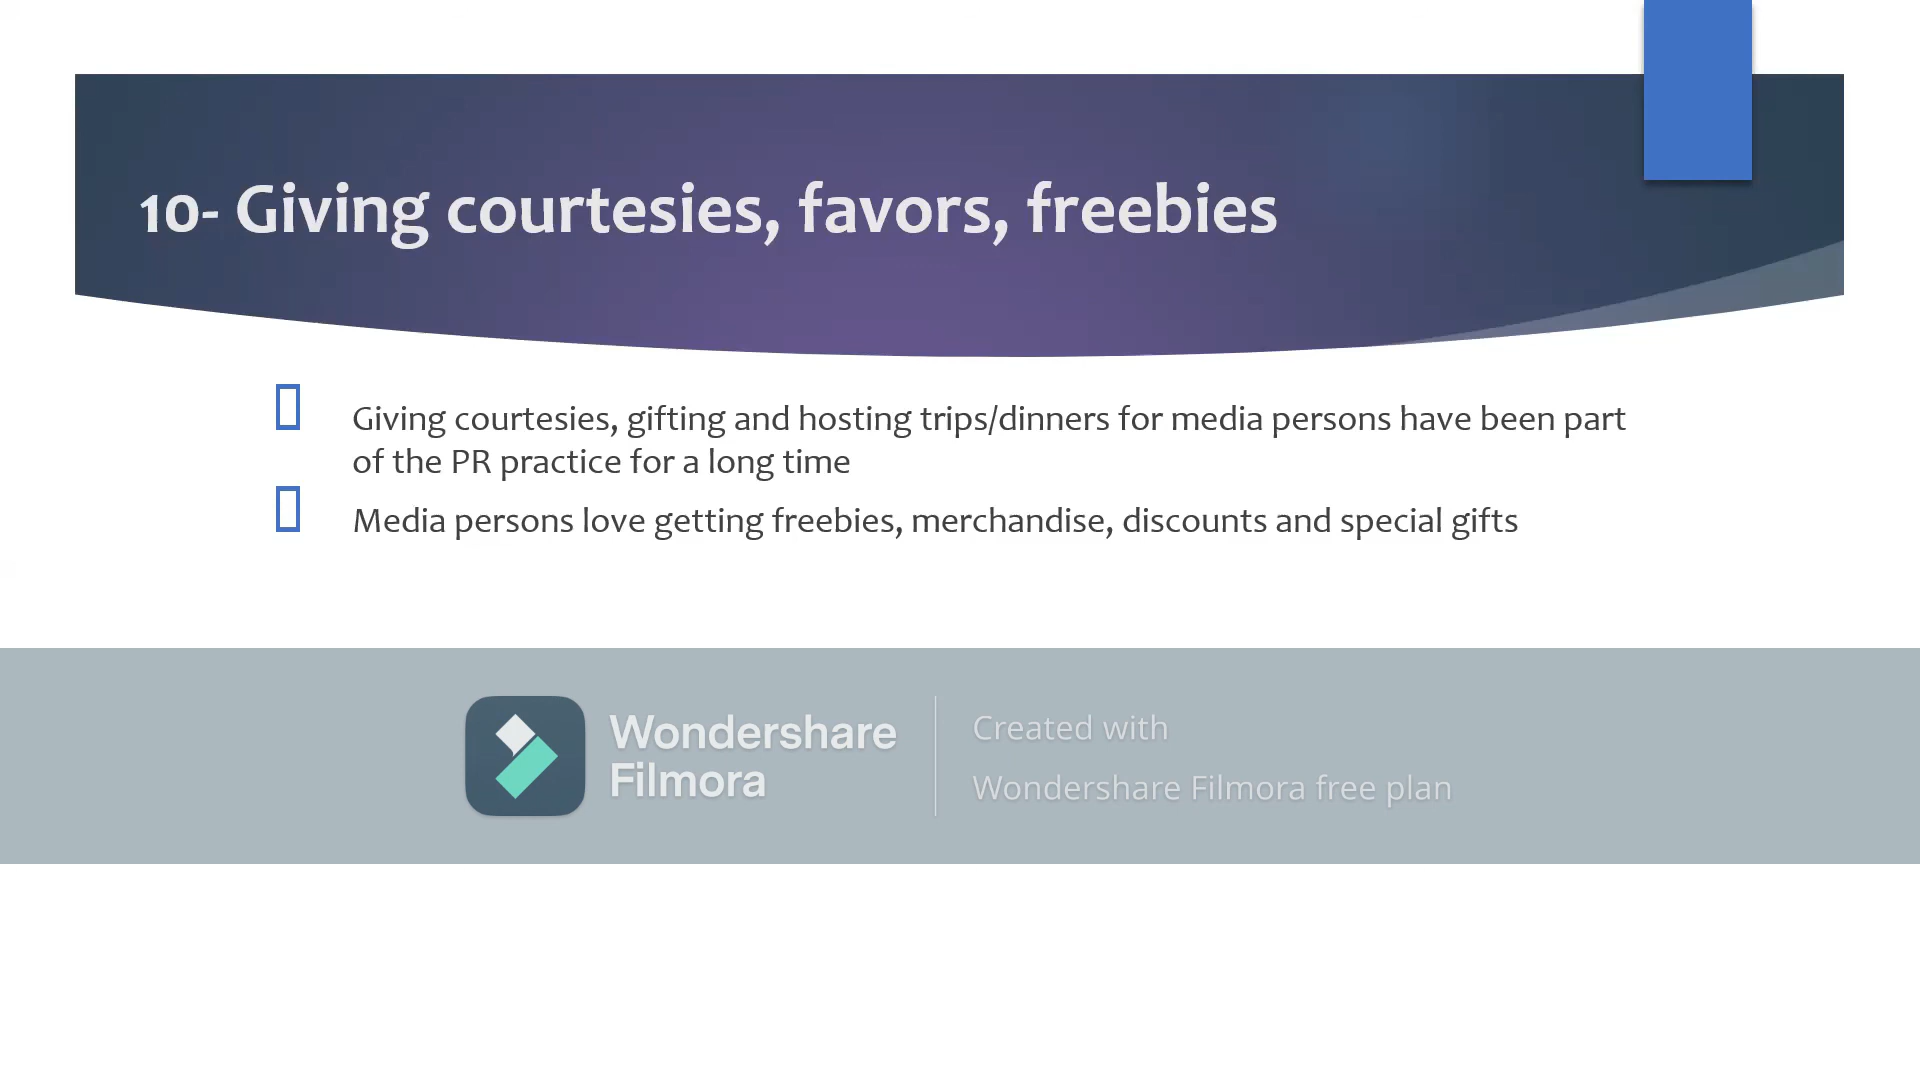 10- Giving courtesies, favors, freebies
Giving courtesies, gifting and hosting trips/dinners for media persons have been part
of the PR practice for a long time
Media persons love getting freebies, merchandise, discounts and special gifts
Wondershare
Filmora
Created with
Wondershare Filmora free plan